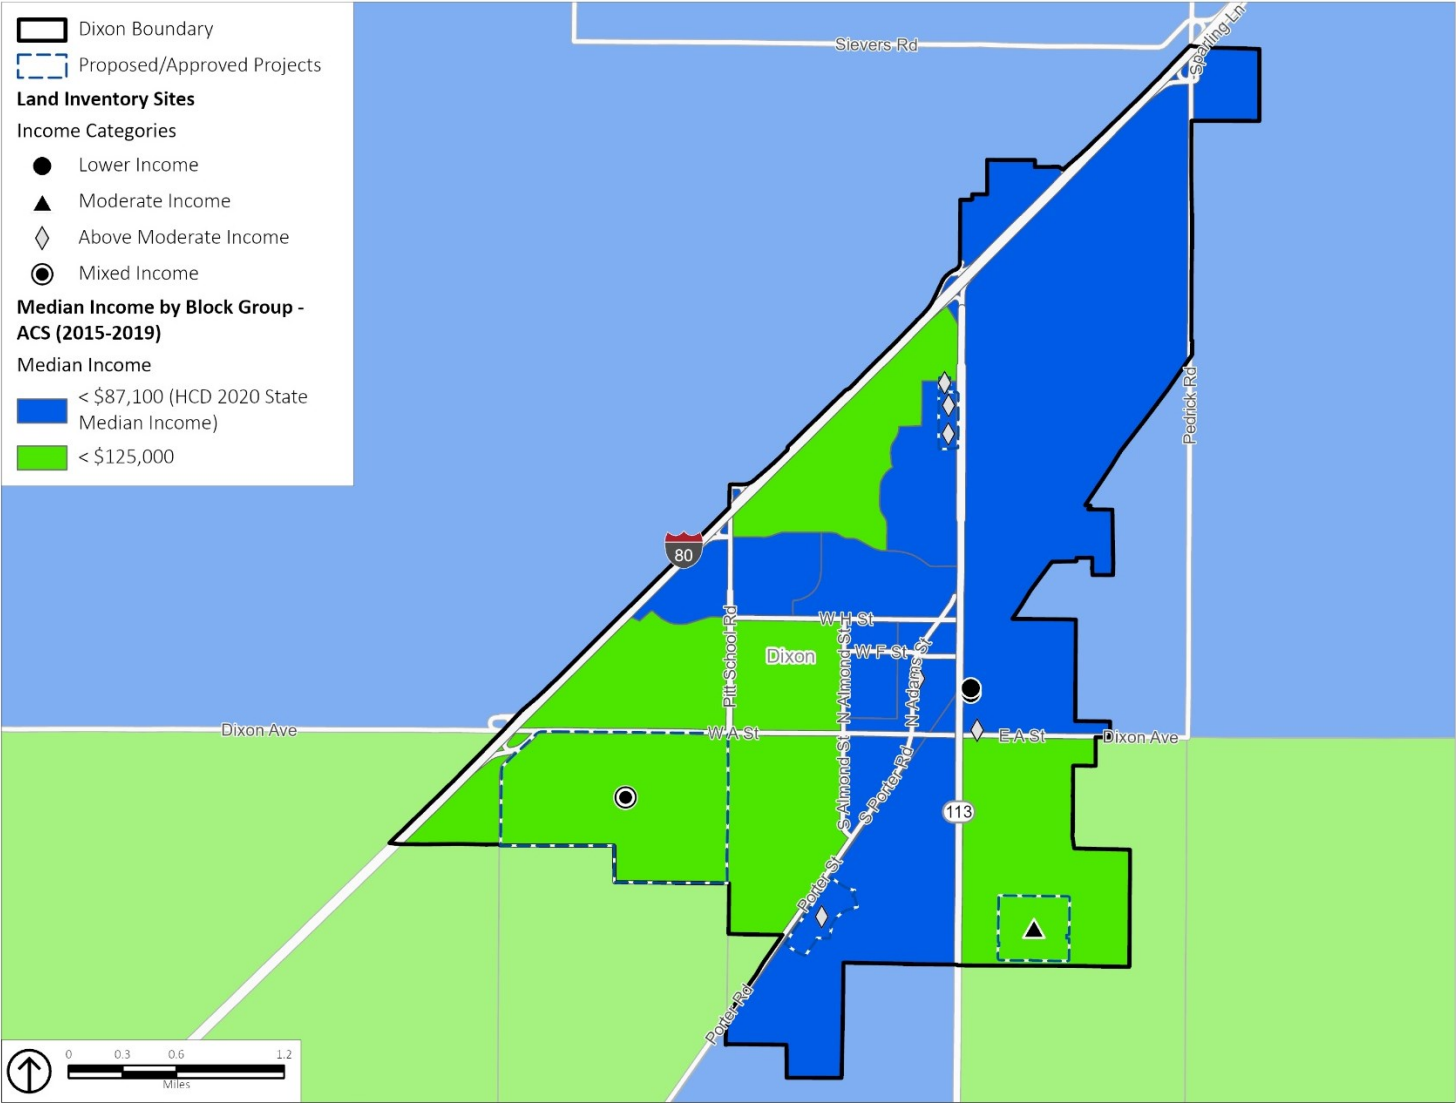 Dixon Boundary
Proposed/Approved Projects
Land Inventory Sites
Income Categories
Lower Income
Moderate Income
Above Moderate Income
Mixed Income
Median Income by Block Group -
ACS (2015-2019)
Median Income
< $87,100 (HCD 2020 State
Median Income)
< $125,000
Sievers Rd
Sparling Ln
Pedrick Rd
80
Pitt School Rd
W H St
Dixon
N Almond St
W F St
N Adams St
Dixon Ave
W A St
E A St
Dixon Ave
S Almond St
S Porter Rd
113
Porter St
Porter Rd
0 0.3 0.6 1.2
Miles